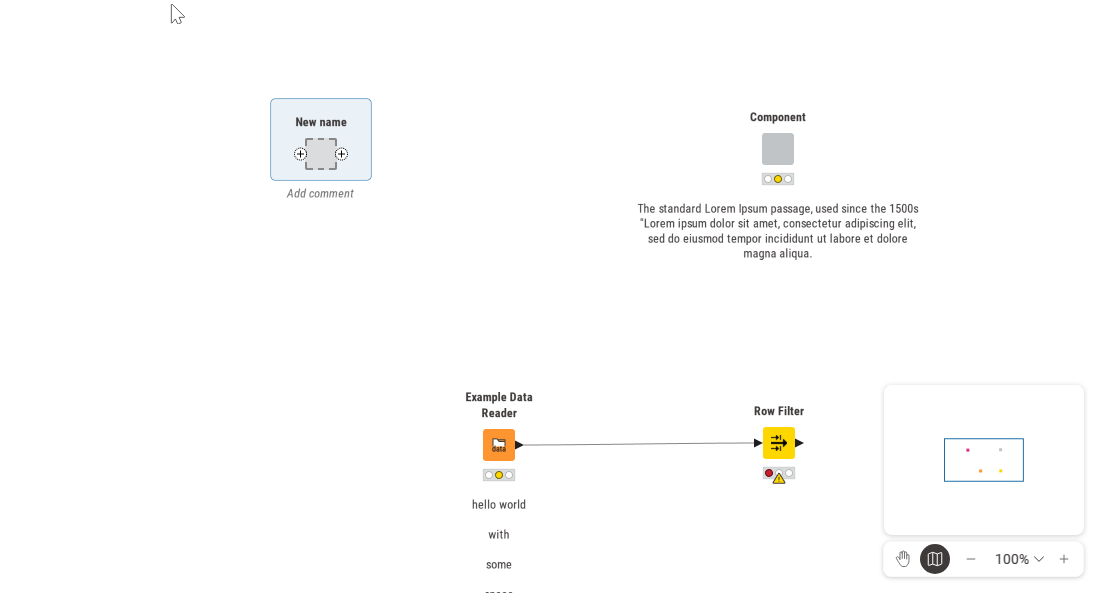 New name
Add comment
Component
The standard Lorem Ipsum passage, used since the 1500s
"Lorem ipsum dolor sit amet, consectetur adipiscing elit,
sed do eiusmod tempor incididunt ut labore et dolore
magna aliqua.
Example Data
Reader
data
hello world
with
some
Row Filter
100%